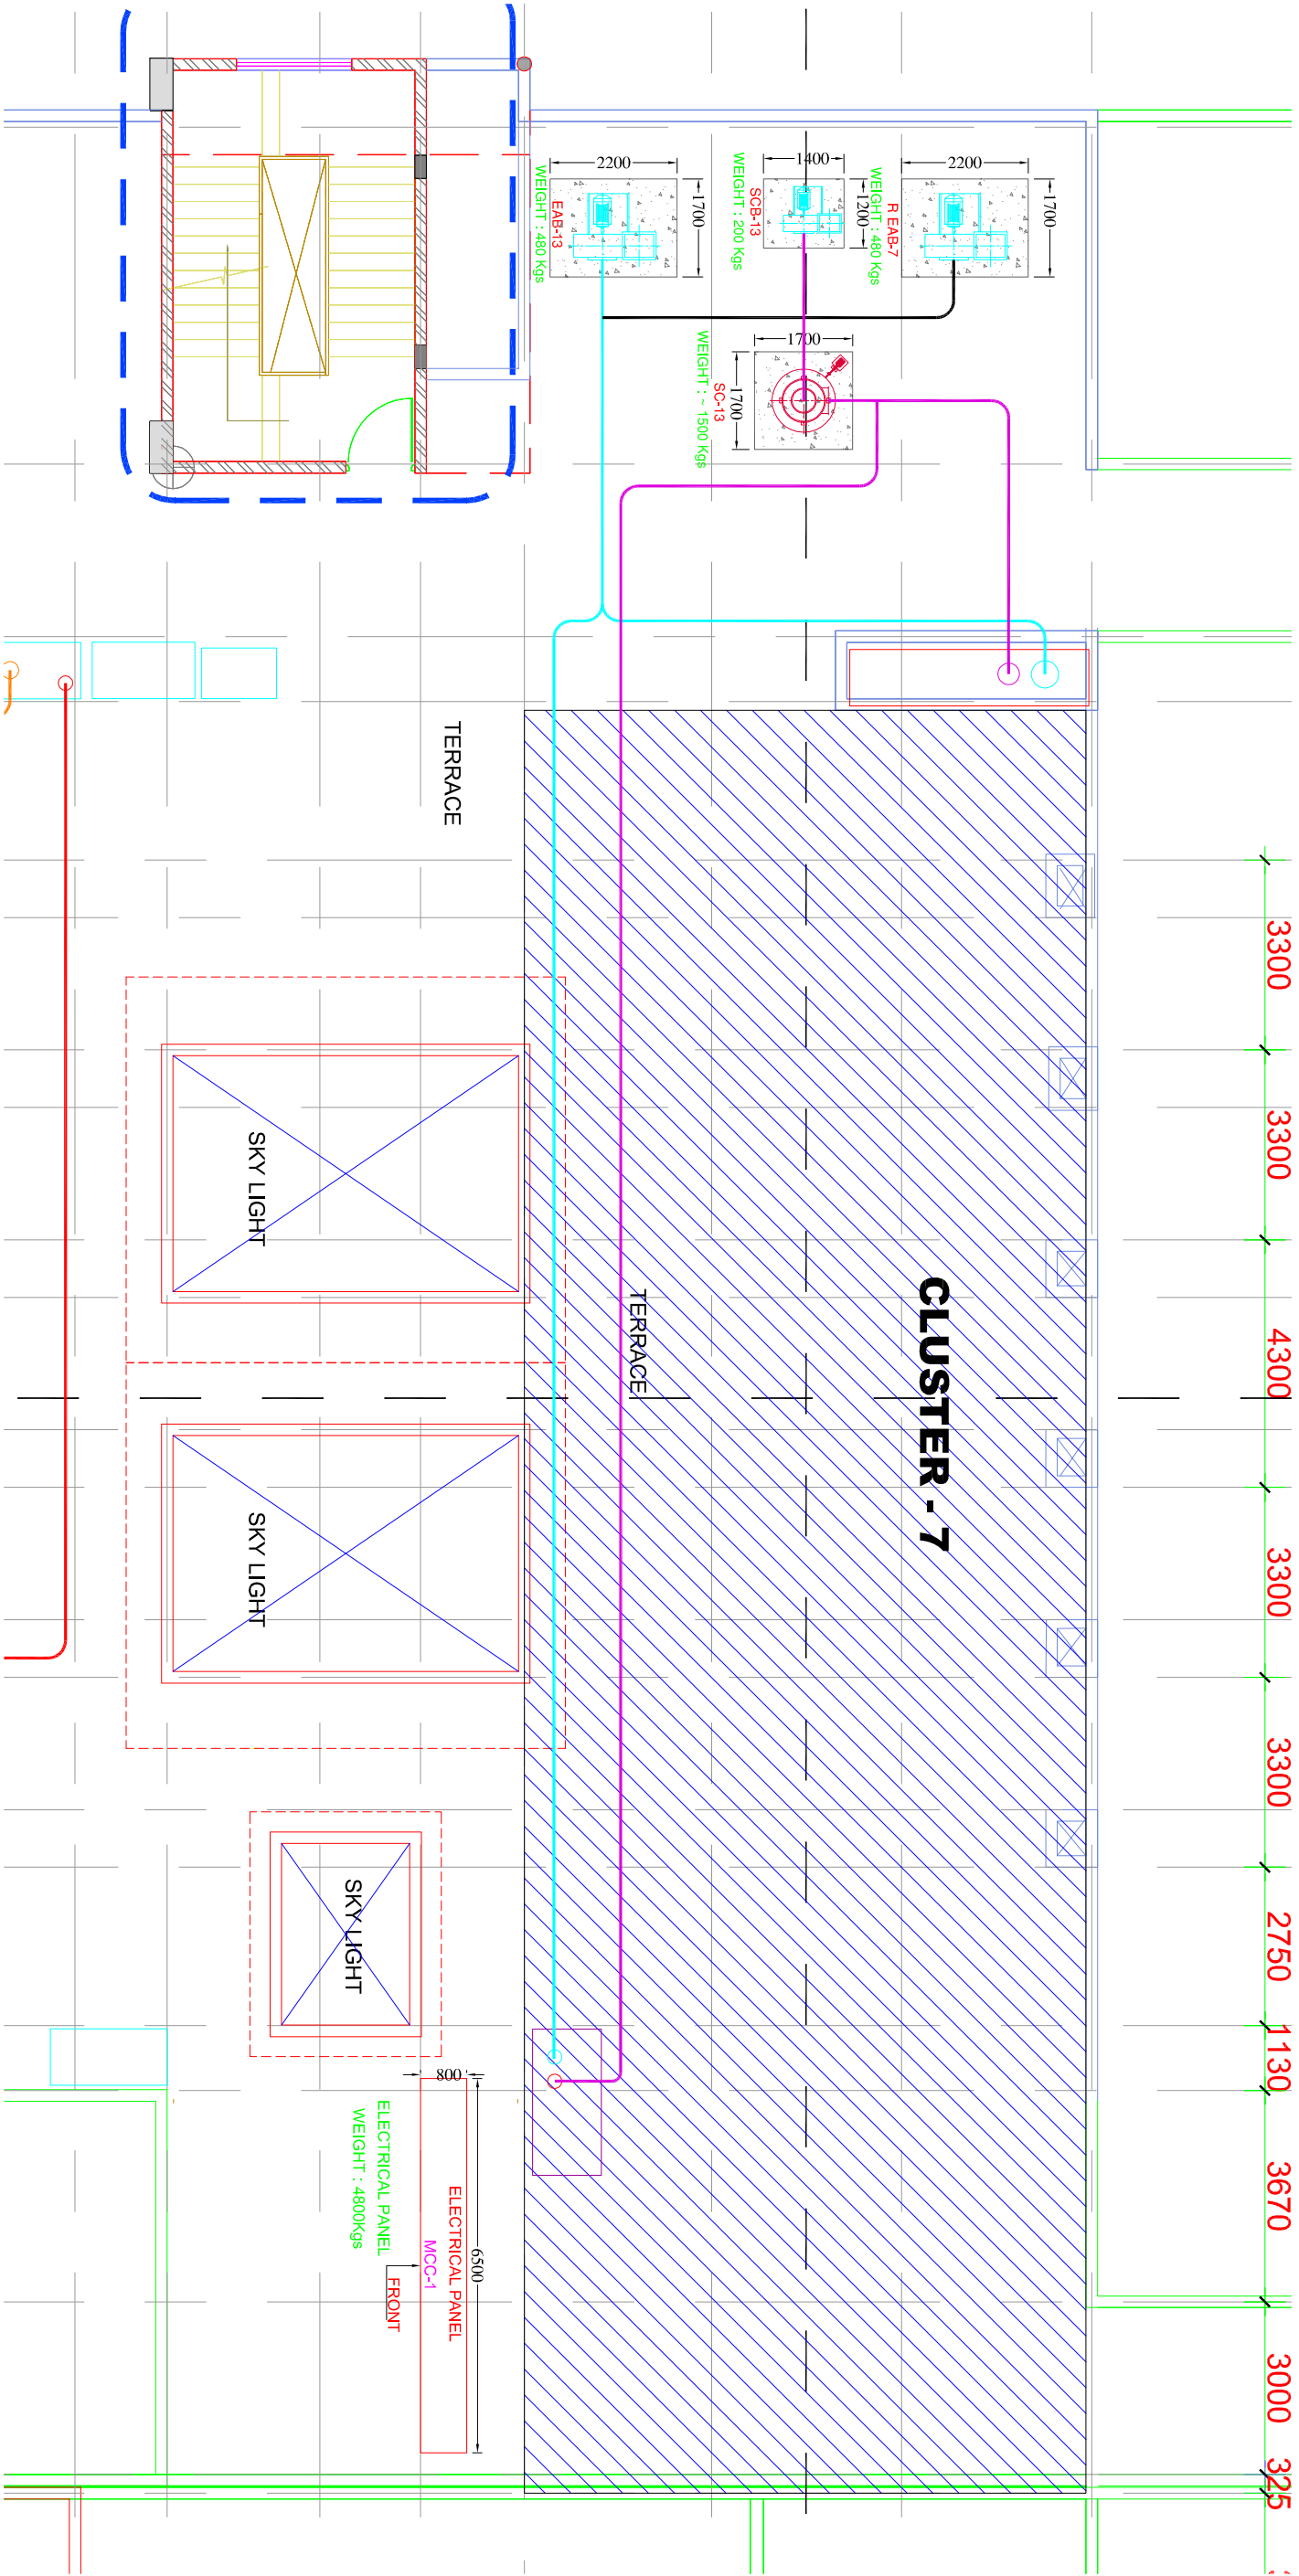 2200
1700
WEIGHT : 480 Kgs
EAB-13
1400
1200
WEIGHT : 200 Kgs
SCB-13
2200
1700
WEIGHT : 480 Kgs
R EAB-7
1700
1700
WEIGHT : ~ 1500 Kgs
SC-13
TERRACE
3300
3300
SKY LIGHT
TERRACE
CLUSTER - 7
4300
SKY LIGHT
3300
3300
SKY LIGHT
2750
1130
800
6500
ELECTRICAL PANEL
MCC-1
FRONT
ELECTRICAL PANEL
WEIGHT : 4800Kgs
3670
3000
325